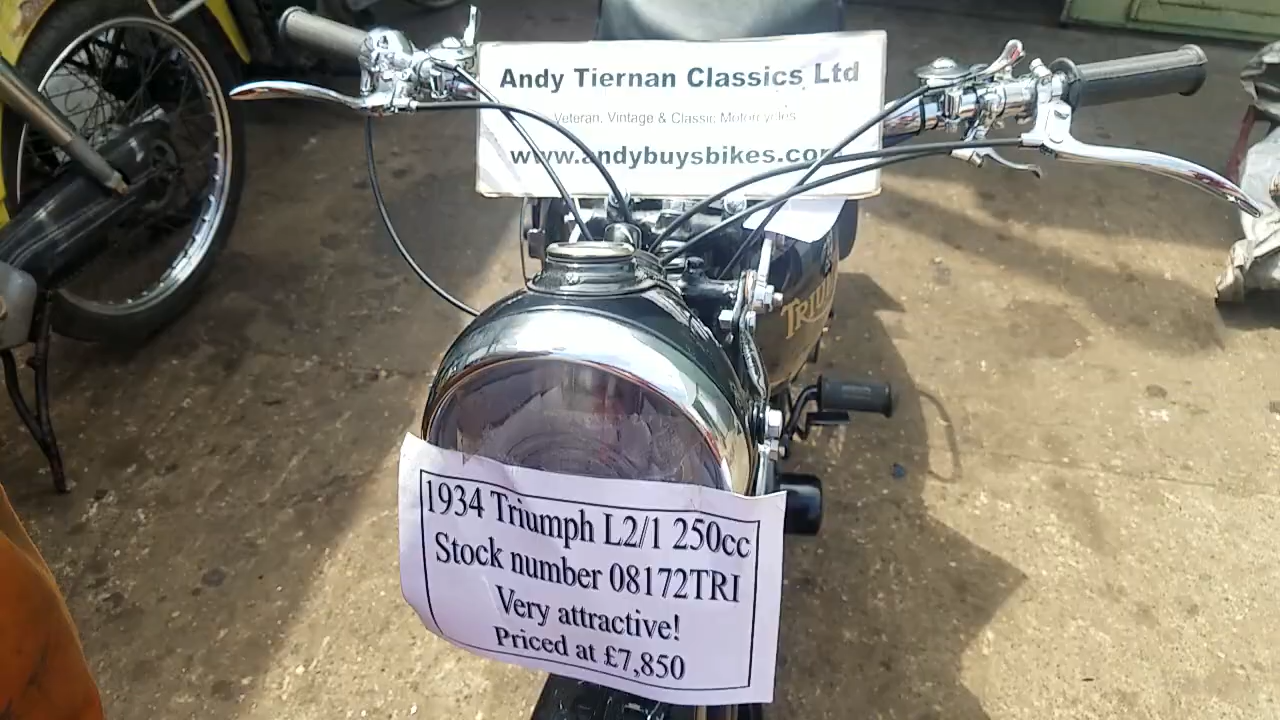 Andy Tiernan Classics Ltd
Veteran, Vintage & Classic Motorcycles
www.andybuysbikes.com
TRIUM
1934 Triumph L2/1 250cc
Stock number 08172TRI
Very attractive!
Priced at £7,850